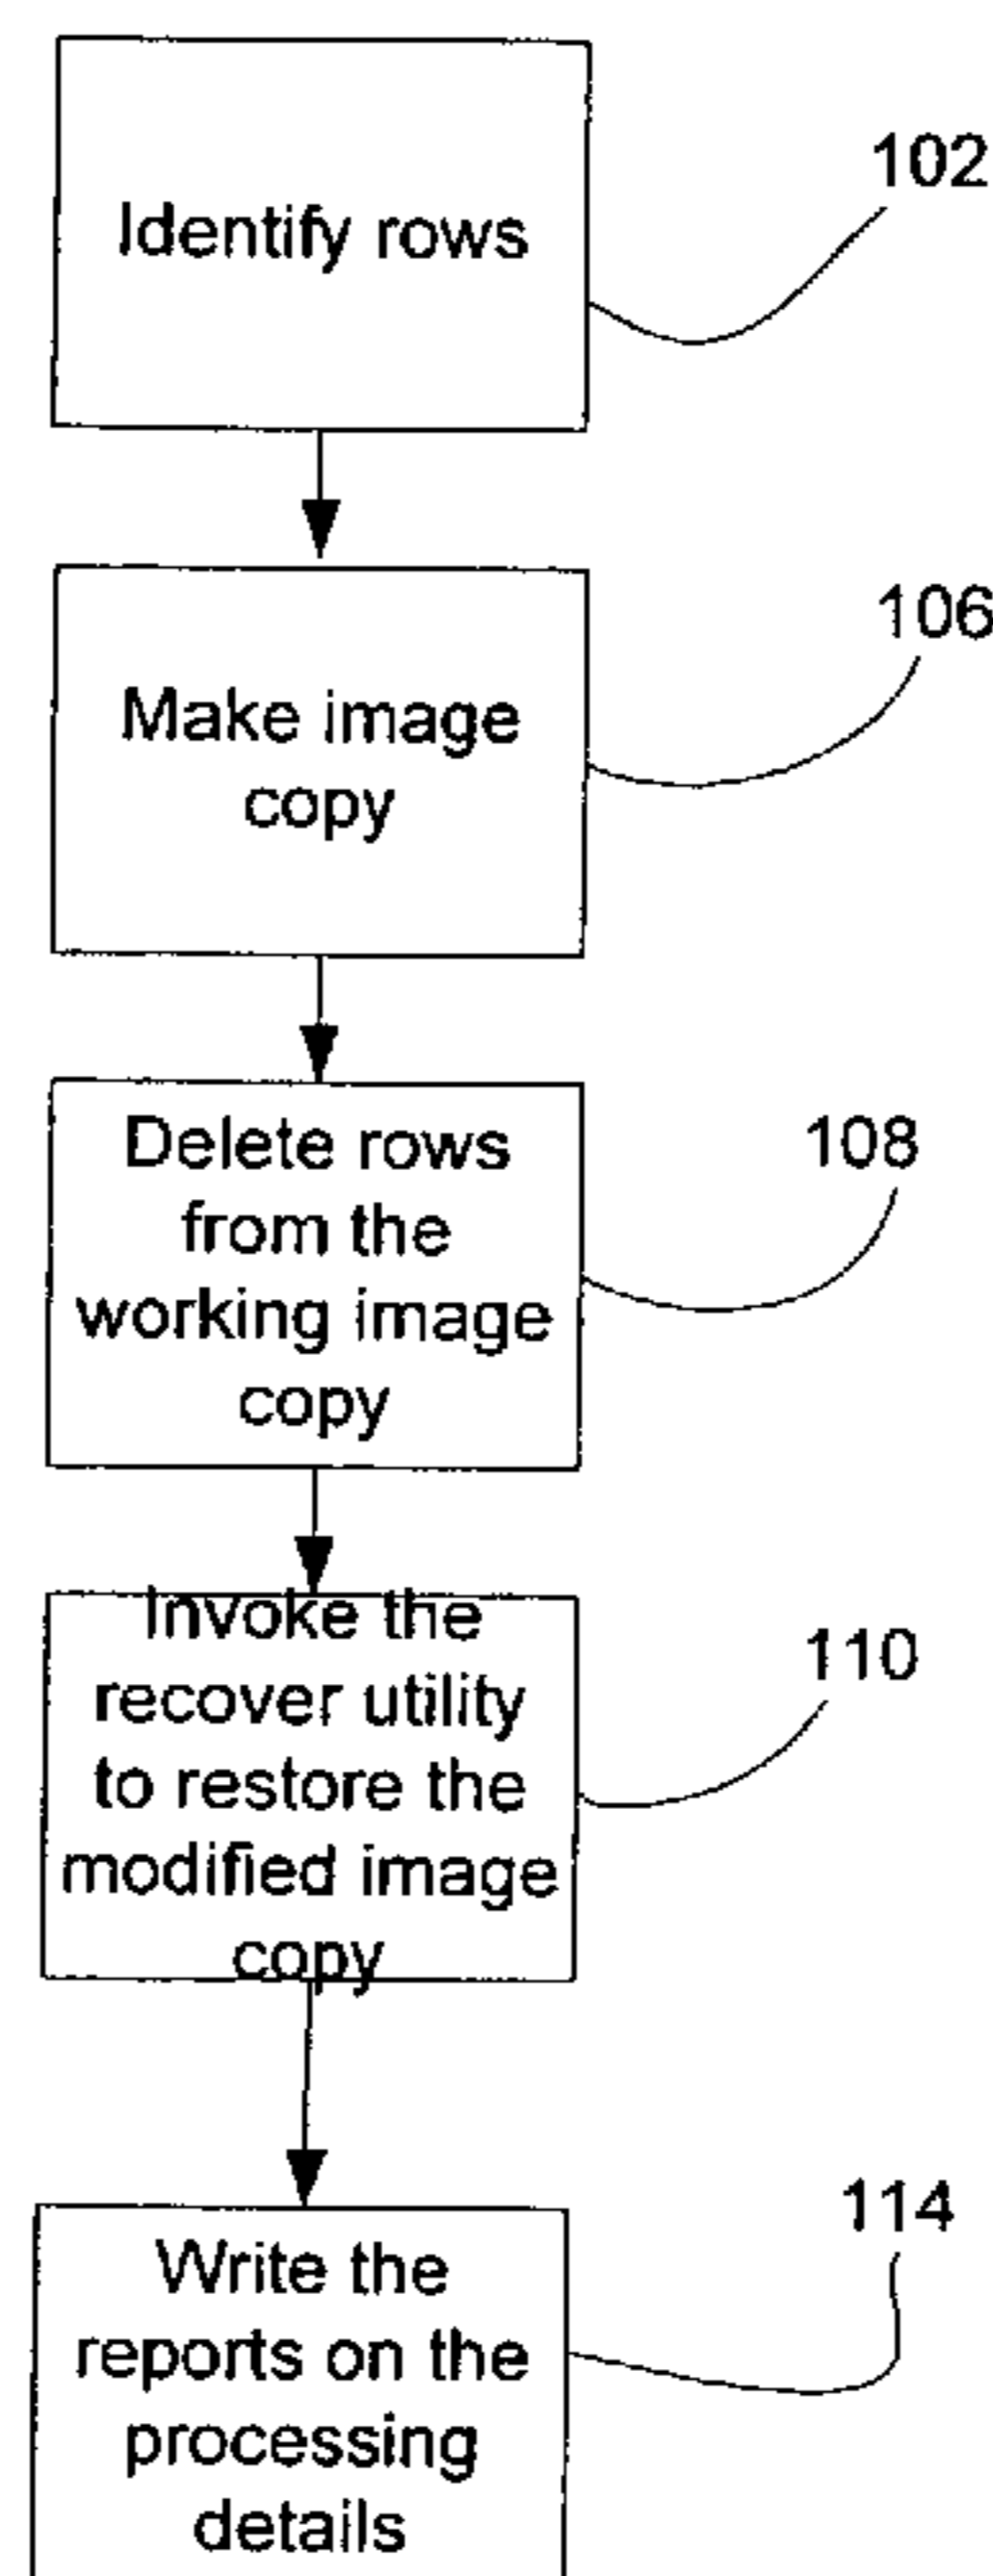 Identify rows
102
Make image
copy
106
Delete rows
from the
working image
copy
108
Invoke the
recover utility
to restore the
modified image
copy
110
Write the
reports on the
processing
details
114